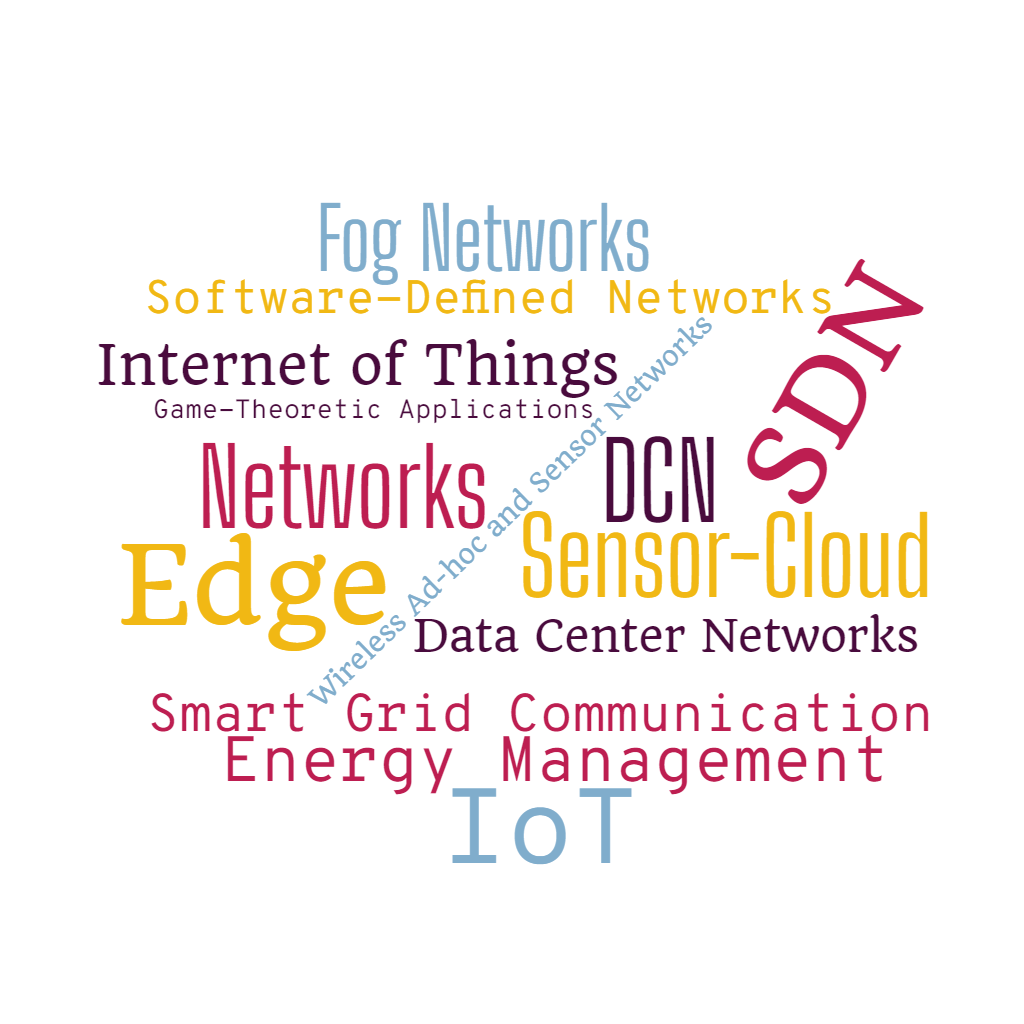 Fog Networks
Software-Defined Networks
SDN
Internet of Things
Game-Theoretic Applications
Wireless Ad-hoc and Sensor Networks
Networks
DCN
Edge
Sensor-Cloud
Data Center Networks
Smart Grid Communication
Energy Management
IoT